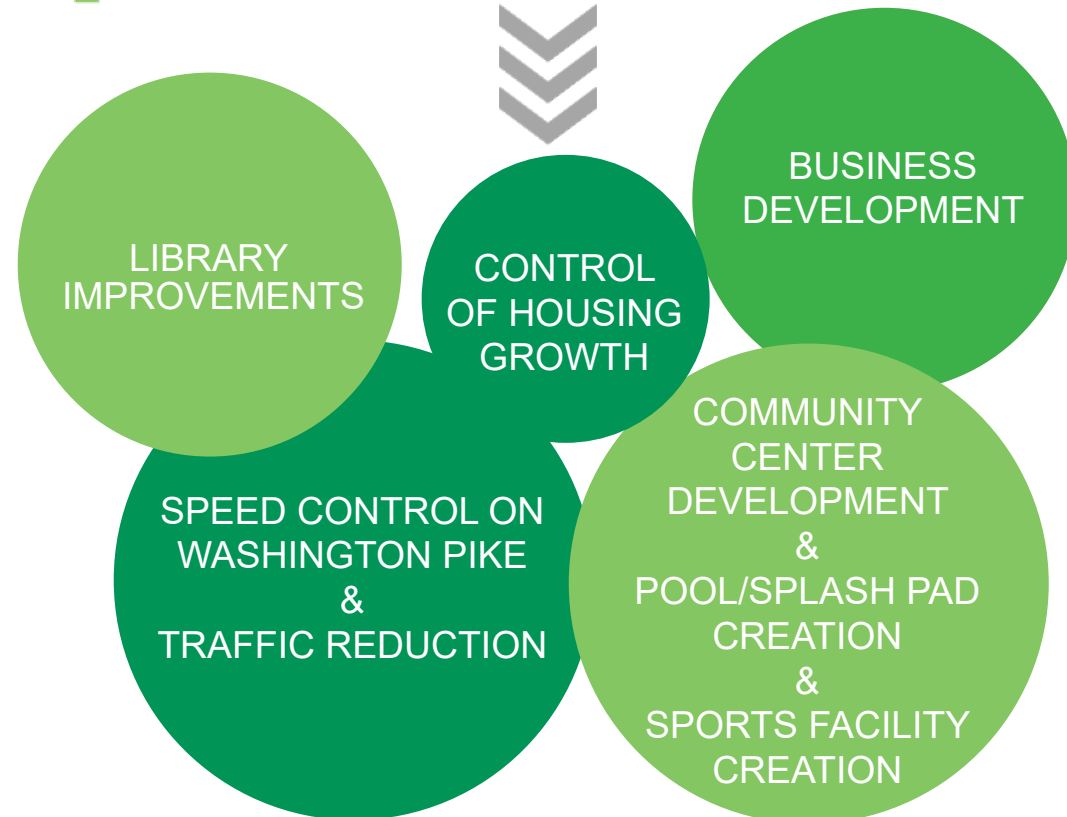 LIBRARY
IMPROVEMENTS
CONTROL
OF HOUSING
GROWTH
BUSINESS
DEVELOPMENT
SPEED CONTROL ON
WASHINGTON PIKE
&
TRAFFIC REDUCTION
COMMUNITY
CENTER
DEVELOPMENT
&
POOL/SPLASH PAD
CREATION
&
SPORTS FACILITY
CREATION